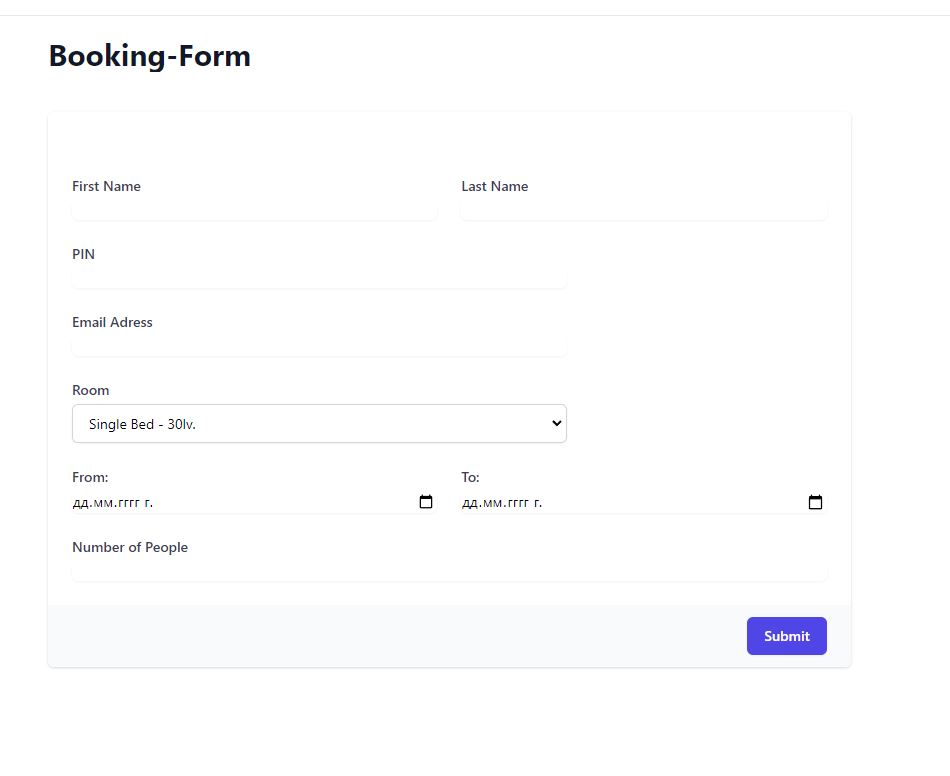 Booking-Form
First Name
Last Name
PIN
Email Adress
Room
Single Bed - 30lv.
From:
To:
дд.мм.гггг г.
дд.мм.гггг г.
Number of People
Submit